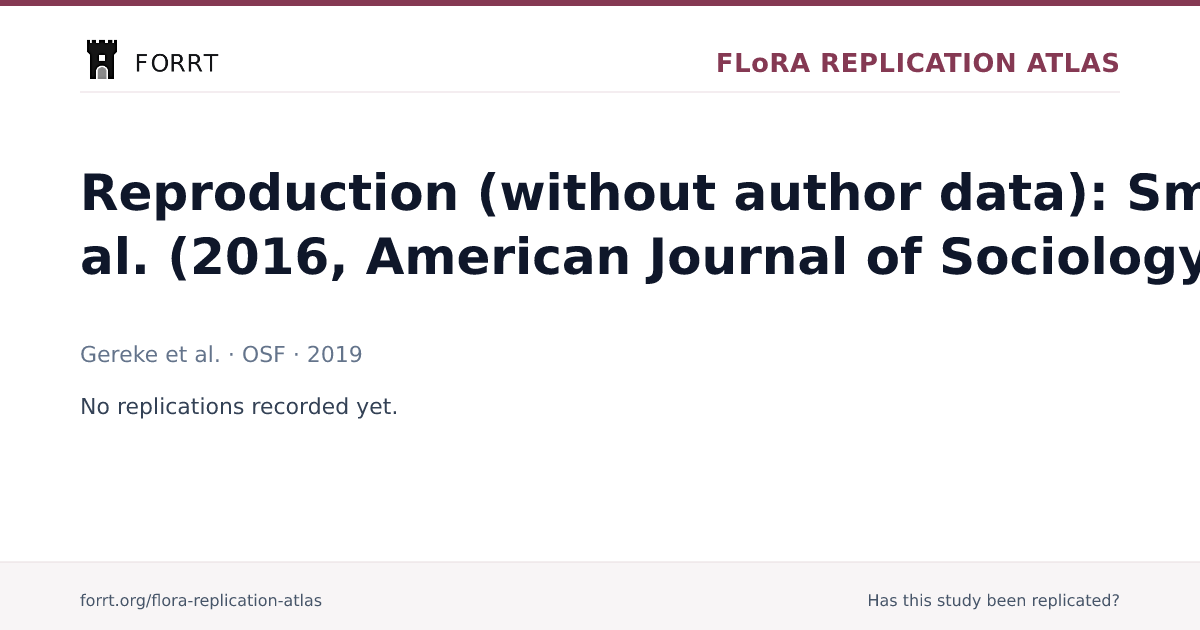 FORRT
FLoRA REPLICATION ATLAS
Reproduction (without author data): Sm
al. (2016, American Journal of Sociology
Gereke et al. · OSF · 2019
No replications recorded yet.
forrt.org/flora-replication-atlas
Has this study been replicated?